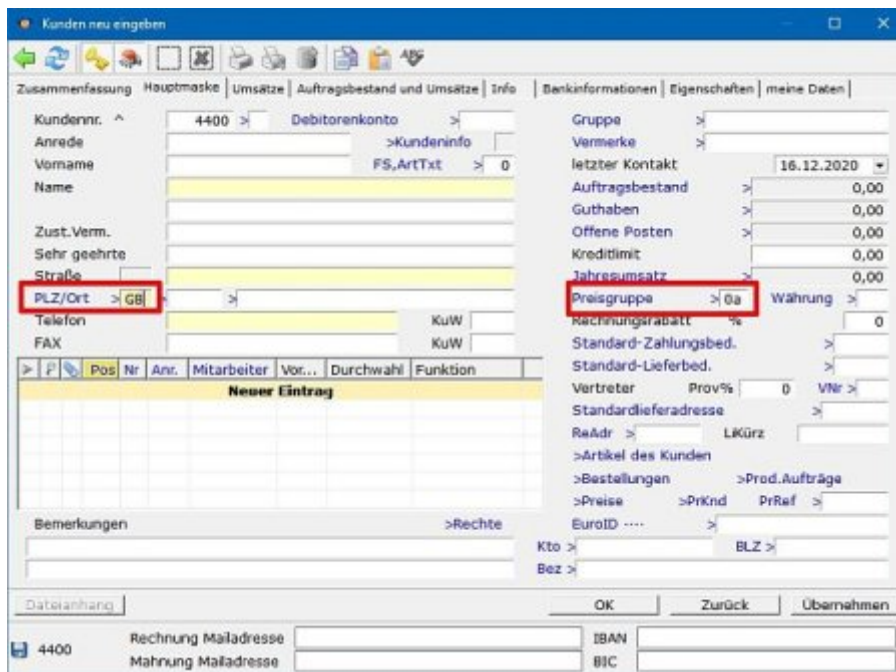 Kunden neu eingeben
Zusammenfassung Hauptmaske Umsätze Auftragsbestand und Umsätze Info Bankinformationen Eigenschaften meine Daten
Kundennr. ^ 4400 > Debitorenkonto > Gruppe >
Anrede >Kundeninfo Vermerke >
Vorname FS,ArtTxt > 0 letzter Kontakt 16.12.2020
Name Auftragsbestand > 0,00
Guthaben > 0,00
Zust.Verm. Offene Posten > 0,00
Sehr geehrte Kreditlimit 0,00
Straße Jahresumsatz > 0,00
PLZ/Ort > GB > > Preisgruppe > 0a Währung >
Telefon KuW Rechnungsrabatt % 0
FAX KuW Standard-Zahlungsbed. >
> Pos Nr Anr. Mitarbeiter Vor... Durchwahl Funktion Standard-Lieferbed. >
Neuer Eintrag Vertreter Prov% 0 VNr >
Standardlieferadresse >
ReAdr > LiKürz
>Artikel des Kunden
>Bestellungen >Prod.Aufträge
>Preise >PrKnd PrRef >
Bemerkungen >Rechte EuroID ···· >
Kto > BLZ >
Bez >
Dateianhang OK Zurück Übernehmen
4400 Rechnung Mailadresse IBAN
Mahnung Mailadresse BIC